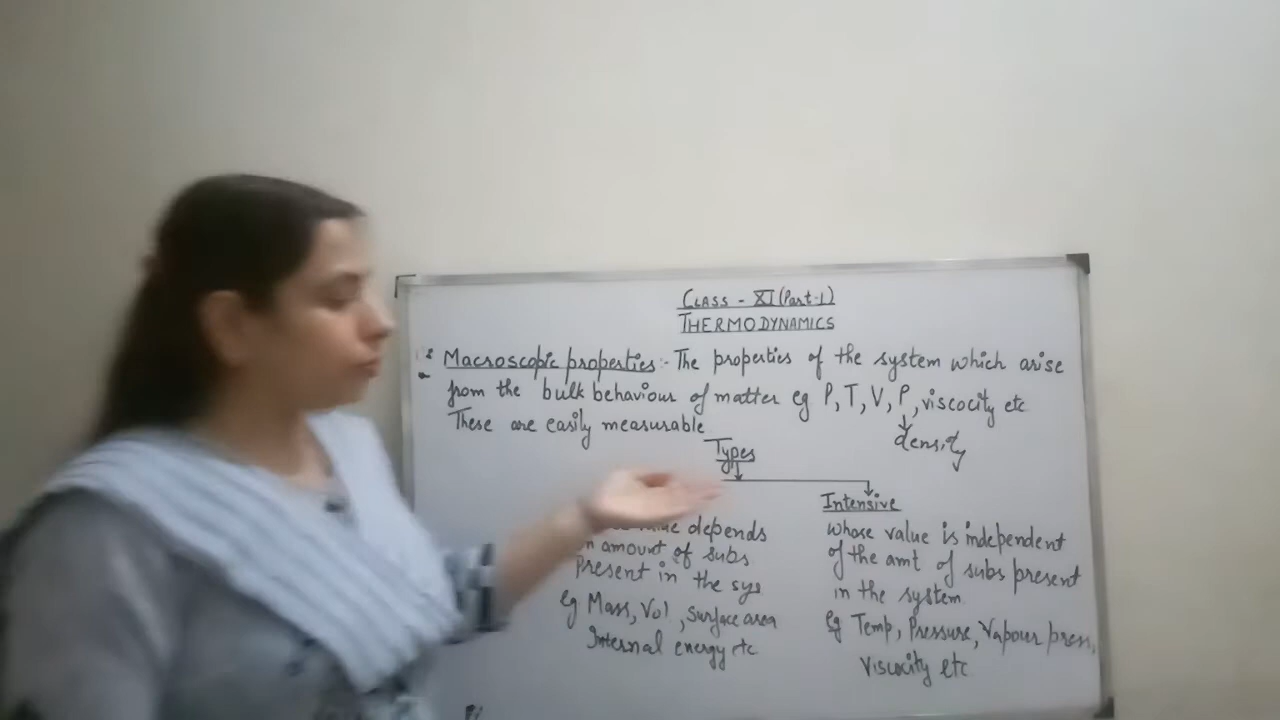 CLASS - XI (Part-1)
THERMODYNAMICS
Macroscopic properties:- The properties of the system which arise
from the bulk behaviour of matter eg P, T, V, P, viscocity etc
These are easily measurable
density
Types
Intensive
depends
amount of subs
present in the sys
eg Mass, Vol, Surface area
Internal energy etc
whose value is independent
of the amt of subs present
in the system.
eg Temp, Pressure, Vapour press,
viscocity etc